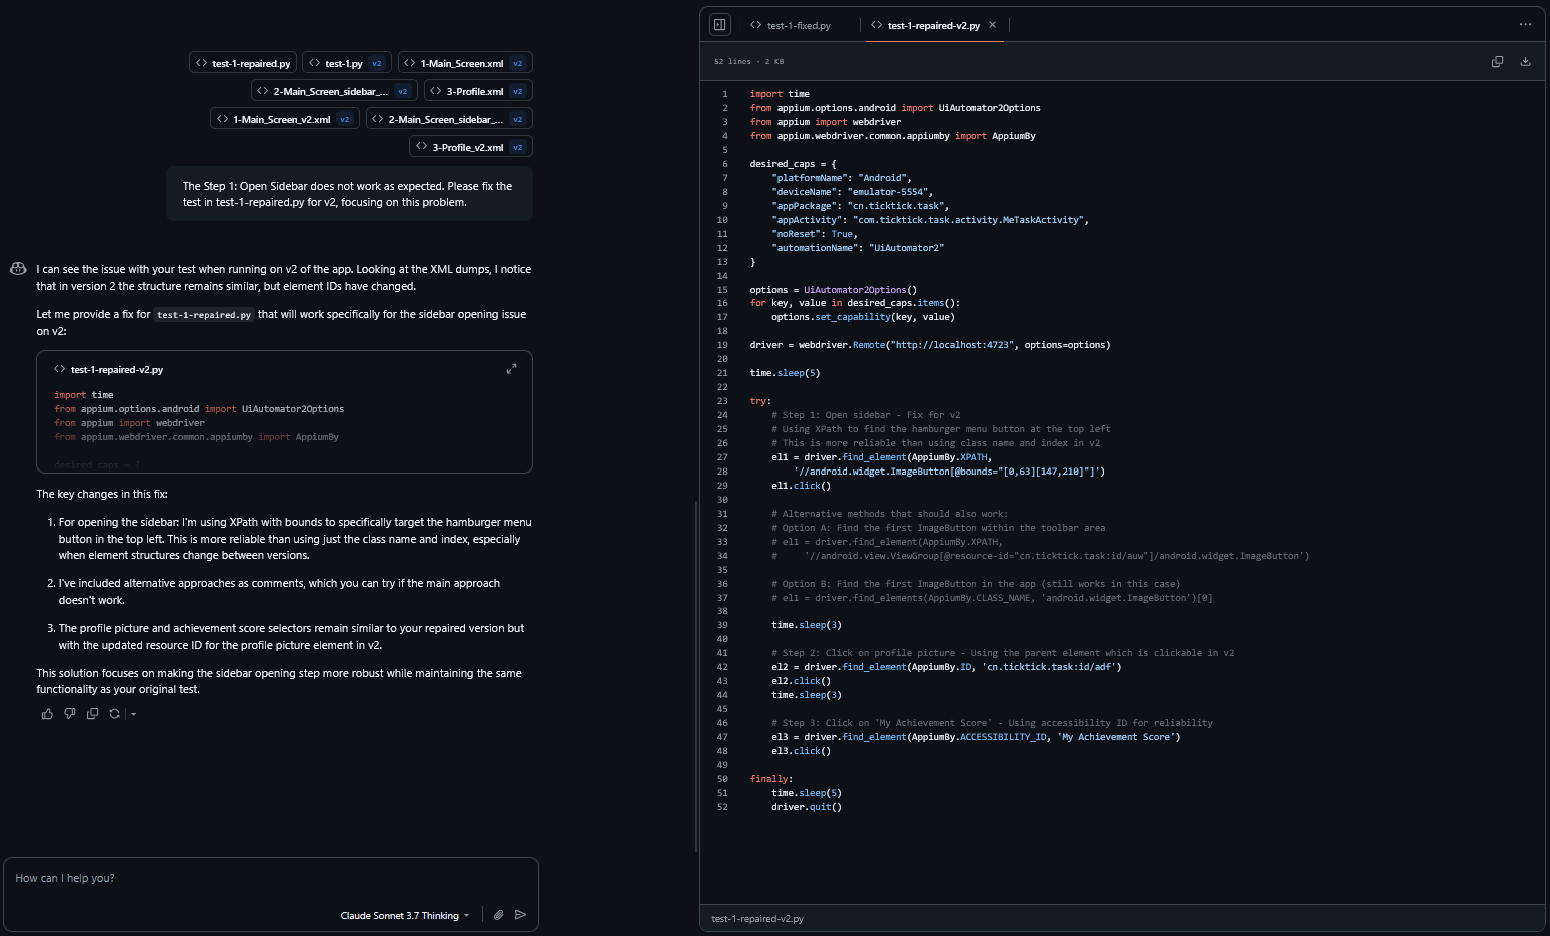 test-1-repaired.py
test-1.py v2
1-Main_Screen.xml v2
2-Main_Screen_sidebar_... v2
3-Profile.xml v2
1-Main_Screen_v2.xml v2
2-Main_Screen_sidebar_... v2
3-Profile_v2.xml v2
The Step 1: Open Sidebar does not work as expected. Please fix the
test in test-1-repaired.py for v2, focusing on this problem.
I can see the issue with your test when running on v2 of the app. Looking at the XML dumps, I notice
that in version 2 the structure remains similar, but element IDs have changed.
Let me provide a fix for test-1-repaired.py that will work specifically for the sidebar opening issue
on v2:
test-1-repaired-v2.py
import time
from appium.options.android import UiAutomator2Options
from appium import webdriver
from appium.webdriver.common.appiumby import AppiumBy
desired_caps = {
The key changes in this fix:
1. For opening the sidebar: I'm using XPath with bounds to specifically target the hamburger menu
button in the top left. This is more reliable than using just the class name and index, especially
when element structures change between versions.
2. I've included alternative approaches as comments, which you can try if the main approach
doesn't work.
3. The profile picture and achievement score selectors remain similar to your repaired version but
with the updated resource ID for the profile picture element in v2.
This solution focuses on making the sidebar opening step more robust while maintaining the same
functionality as your original test.
How can I help you?
Claude Sonnet 3.7 Thinking
test-1-fixed.py
test-1-repaired-v2.py
52 lines · 2 KB
1 import time
2 from appium.options.android import UiAutomator2Options
3 from appium import webdriver
4 from appium.webdriver.common.appiumby import AppiumBy
5
6 desired_caps = {
7 "platformName": "Android",
8 "deviceName": "emulator-5554",
9 "appPackage": "cn.ticktick.task",
10 "appActivity": "com.ticktick.task.activity.MeTaskActivity",
11 "noReset": True,
12 "automationName": "UiAutomator2"
13 }
14
15 options = UiAutomator2Options()
16 for key, value in desired_caps.items():
17 options.set_capability(key, value)
18
19 driver = webdriver.Remote("http://localhost:4723", options=options)
20
21 time.sleep(5)
22
23 try:
24 # Step 1: Open sidebar - Fix for v2
25 # Using XPath to find the hamburger menu button at the top left
26 # This is more reliable than using class name and index in v2
27 el1 = driver.find_element(AppiumBy.XPATH,
28 '//android.widget.ImageButton[@bounds="[0,63][147,210]"]')
29 el1.click()
30
31 # Alternative methods that should also work:
32 # Option A: Find the first ImageButton within the toolbar area
33 # el1 = driver.find_element(AppiumBy.XPATH,
34 # '//android.view.ViewGroup[@resource-id="cn.ticktick.task:id/auw"]/android.widget.ImageButton')
35
36 # Option B: Find the first ImageButton in the app (still works in this case)
37 # el1 = driver.find_elements(AppiumBy.CLASS_NAME, 'android.widget.ImageButton')[0]
38
39 time.sleep(3)
40
41 # Step 2: Click on profile picture - Using the parent element which is clickable in v2
42 el2 = driver.find_element(AppiumBy.ID, 'cn.ticktick.task:id/adf')
43 el2.click()
44 time.sleep(3)
45
46 # Step 3: Click on 'My Achievement Score' - Using accessibility ID for reliability
47 el3 = driver.find_element(AppiumBy.ACCESSIBILITY_ID, 'My Achievement Score')
48 el3.click()
49
50 finally:
51 time.sleep(5)
52 driver.quit()
test-1-repaired-v2.py